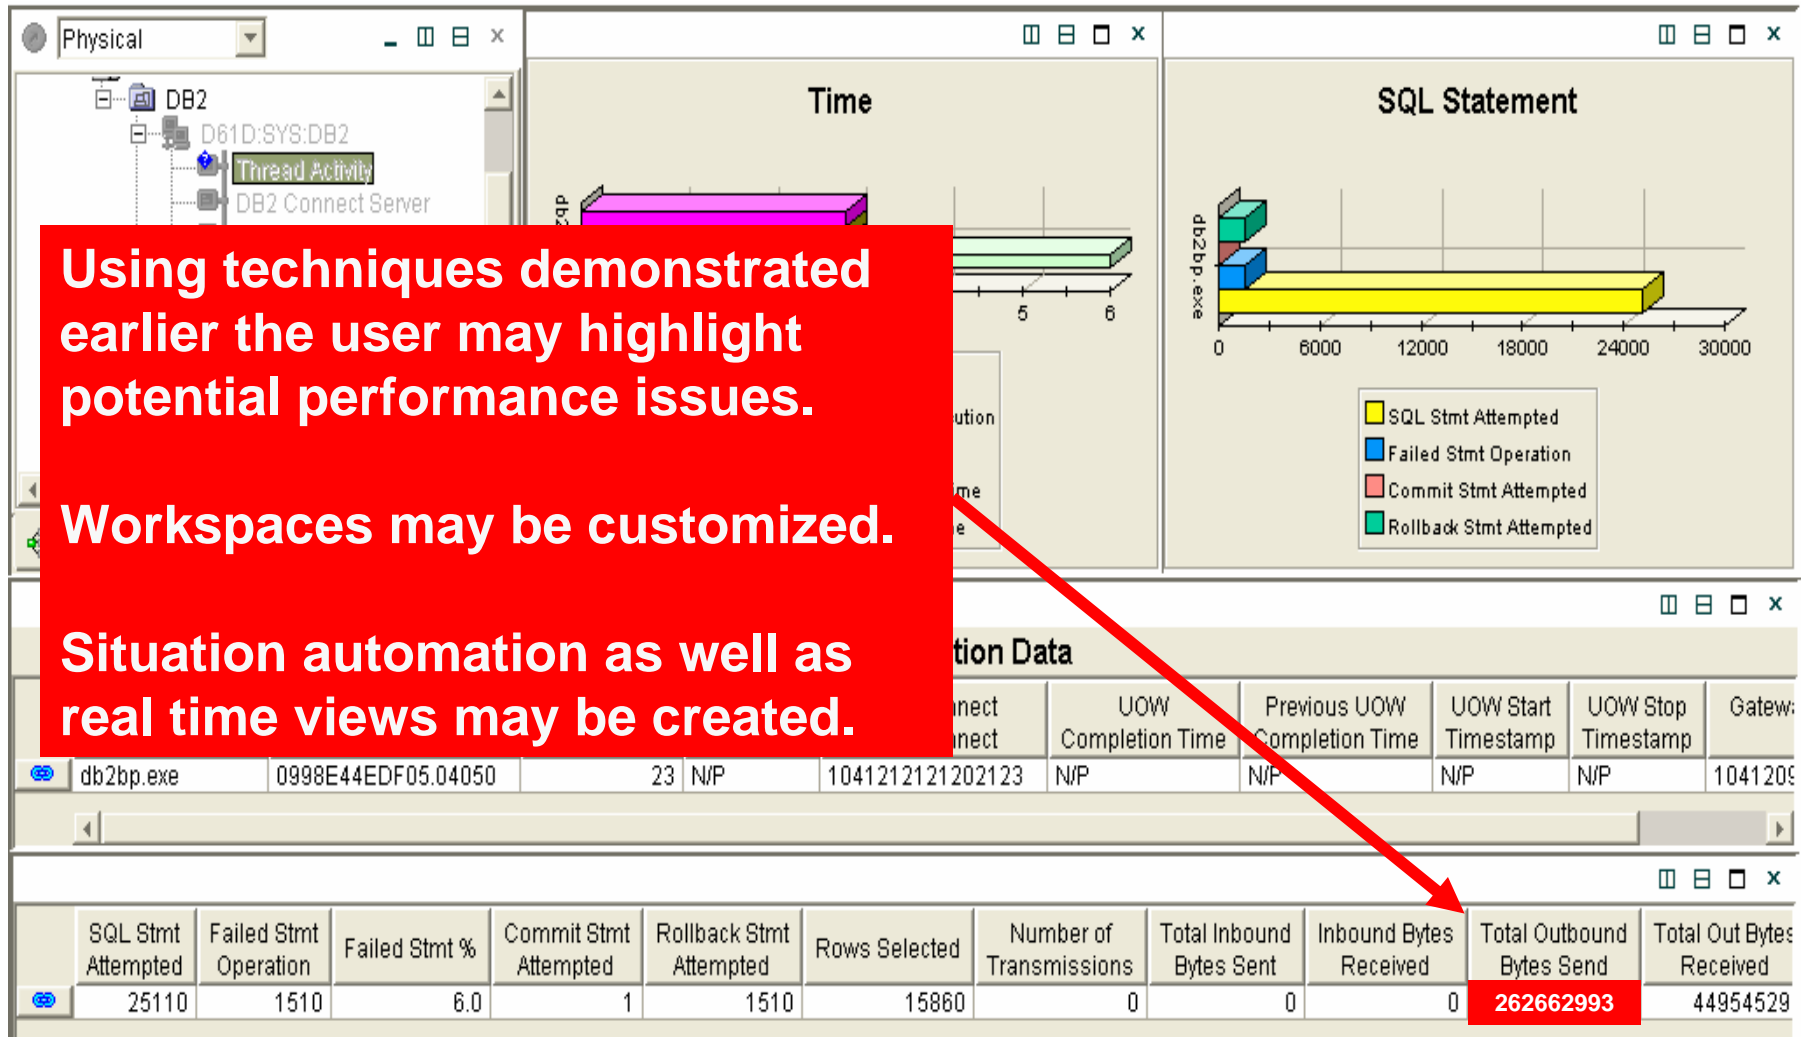 Physical
DB2
D61D:SYS:DB2
Thread Activity
DB2 Connect Server
Time
5 6
ution
SQL Statement
db2bp.exe
0 6000 12000 18000 24000 30000
SQL Stmt Attempted
Failed Stmt Operation
Commit Stmt Attempted
Rollback Stmt Attempted
Using techniques demonstrated
earlier the user may highlight
potential performance issues.
Workspaces may be customized.
Situation automation as well as
real time views may be created.
tion Data
UOW Previous UOW UOW Start UOW Stop
Completion Time Completion Time Timestamp Timestamp
db2bp.exe 0998E44EDF05.04050 23 N/P 1041212121202123 N/P N/P N/P N/P 1041209
SQL Stmt Failed Stmt Failed Stmt % Commit Stmt Rollback Stmt Rows Selected Number of Total Inbound Inbound Bytes Total Outbound Total Out Bytes
Attempted Operation Attempted Attempted Transmissions Bytes Sent Received Bytes Send Received
25110 1510 6.0 1 1510 15860 0 0 0 262662993 44954529